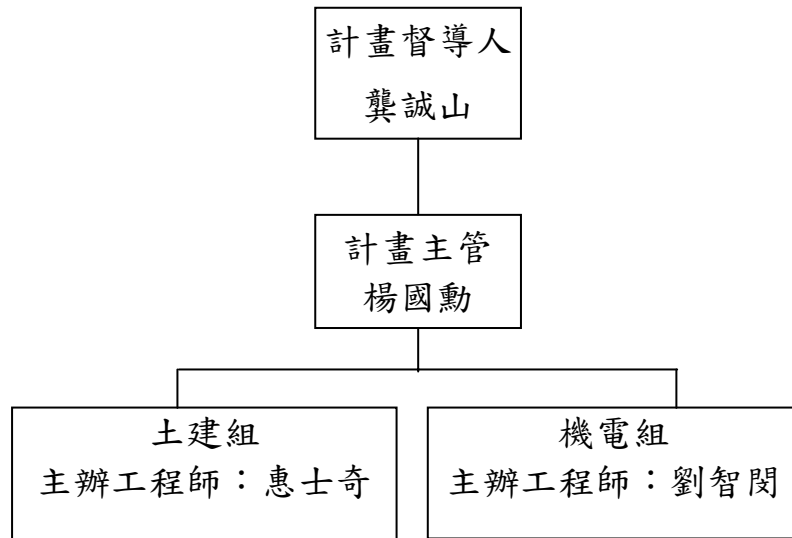 計畫督導人
龔誠山
計畫主管
楊國勳
土建組
主辦工程師：惠士奇
機電組
主辦工程師：劉智閔